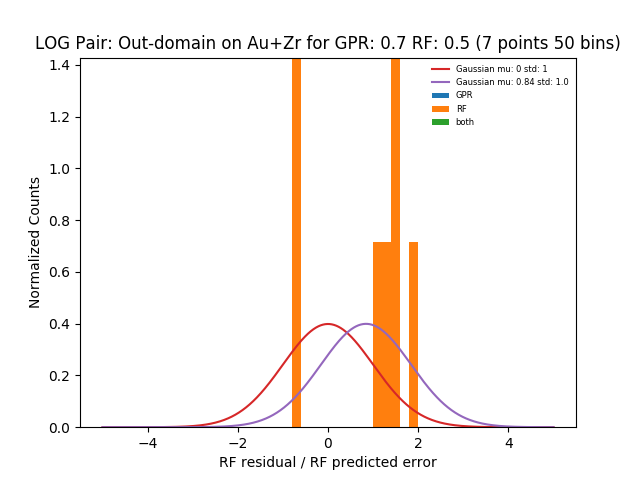 LOG Pair: Out-domain on Au+Zr for GPR: 0.7 RF: 0.5 (7 points 50 bins)
Gaussian mu: 0 std: 1
Gaussian mu: 0.84 std: 1.0
GPR
RF
both
1.4
1.2
1.0
0.8
0.6
0.4
0.2
0.0
Normalized Counts
−4
−2
0
2
4
RF residual / RF predicted error